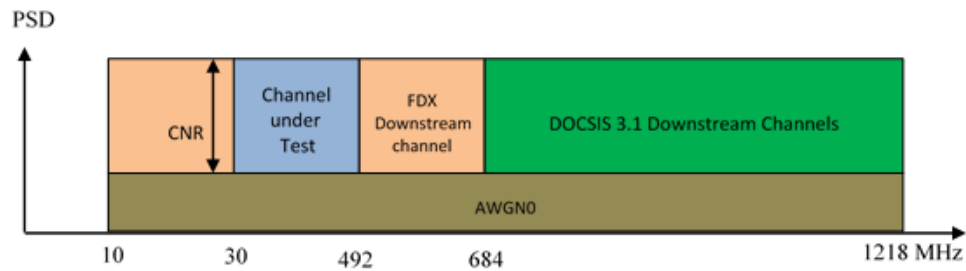 PSD
CNR
Channel
under
Test
FDX
Downstream
channel
DOCSIS 3.1 Downstream Channels
AWGN0
10
30
492
684
1218 MHz